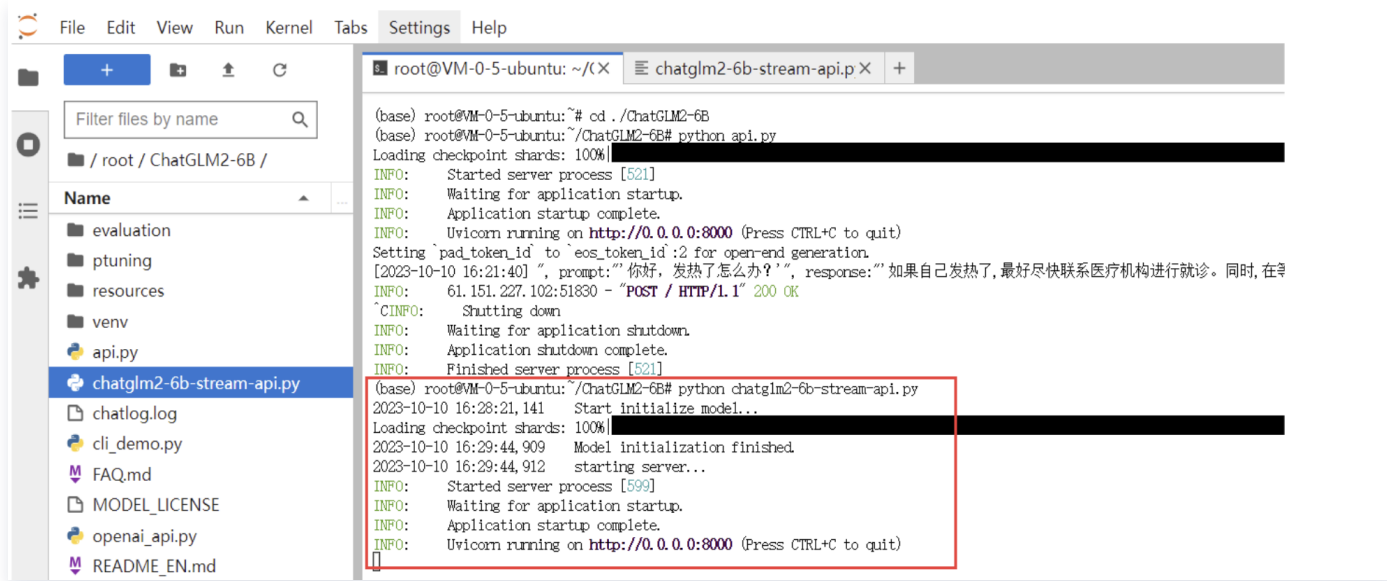 File Edit View Run Kernel Tabs Settings Help
root@VM-0-5-ubuntu: ~/(
chatglm2-6b-stream-api.p
Filter files by name
/ root / ChatGLM2-6B /
Name
...
evaluation
ptuning
resources
venv
api.py
chatglm2-6b-stream-api.py
chatlog.log
cli_demo.py
FAQ.md
MODEL_LICENSE
openai_api.py
README_EN.md
(base) root@VM-0-5-ubuntu:~# cd ./ChatGLM2-6B
(base) root@VM-0-5-ubuntu:~/ChatGLM2-6B# python api.py
Loading checkpoint shards: 100%|
INFO:     Started server process [521]
INFO:     Waiting for application startup.
INFO:     Application startup complete.
INFO:     Uvicorn running on http://0.0.0.0:8000 (Press CTRL+C to quit)
Setting `pad_token_id` to `eos_token_id`:2 for open-end generation.
[2023-10-10 16:21:40] ", prompt:"'你好，发热了怎么办？'", response:"'如果自己发热了,最好尽快联系医疗机构进行就诊。同时,在等
INFO:     61.151.227.102:51830 - "POST / HTTP/1.1" 200 OK
^CINFO:     Shutting down
INFO:     Waiting for application shutdown.
INFO:     Application shutdown complete.
INFO:     Finished server process [521]
(base) root@VM-0-5-ubuntu:~/ChatGLM2-6B# python chatglm2-6b-stream-api.py
2023-10-10 16:28:21,141    Start initialize model...
Loading checkpoint shards: 100%|
2023-10-10 16:29:44,909    Model initialization finished.
2023-10-10 16:29:44,912    starting server...
INFO:     Started server process [599]
INFO:     Waiting for application startup.
INFO:     Application startup complete.
INFO:     Uvicorn running on http://0.0.0.0:8000 (Press CTRL+C to quit)